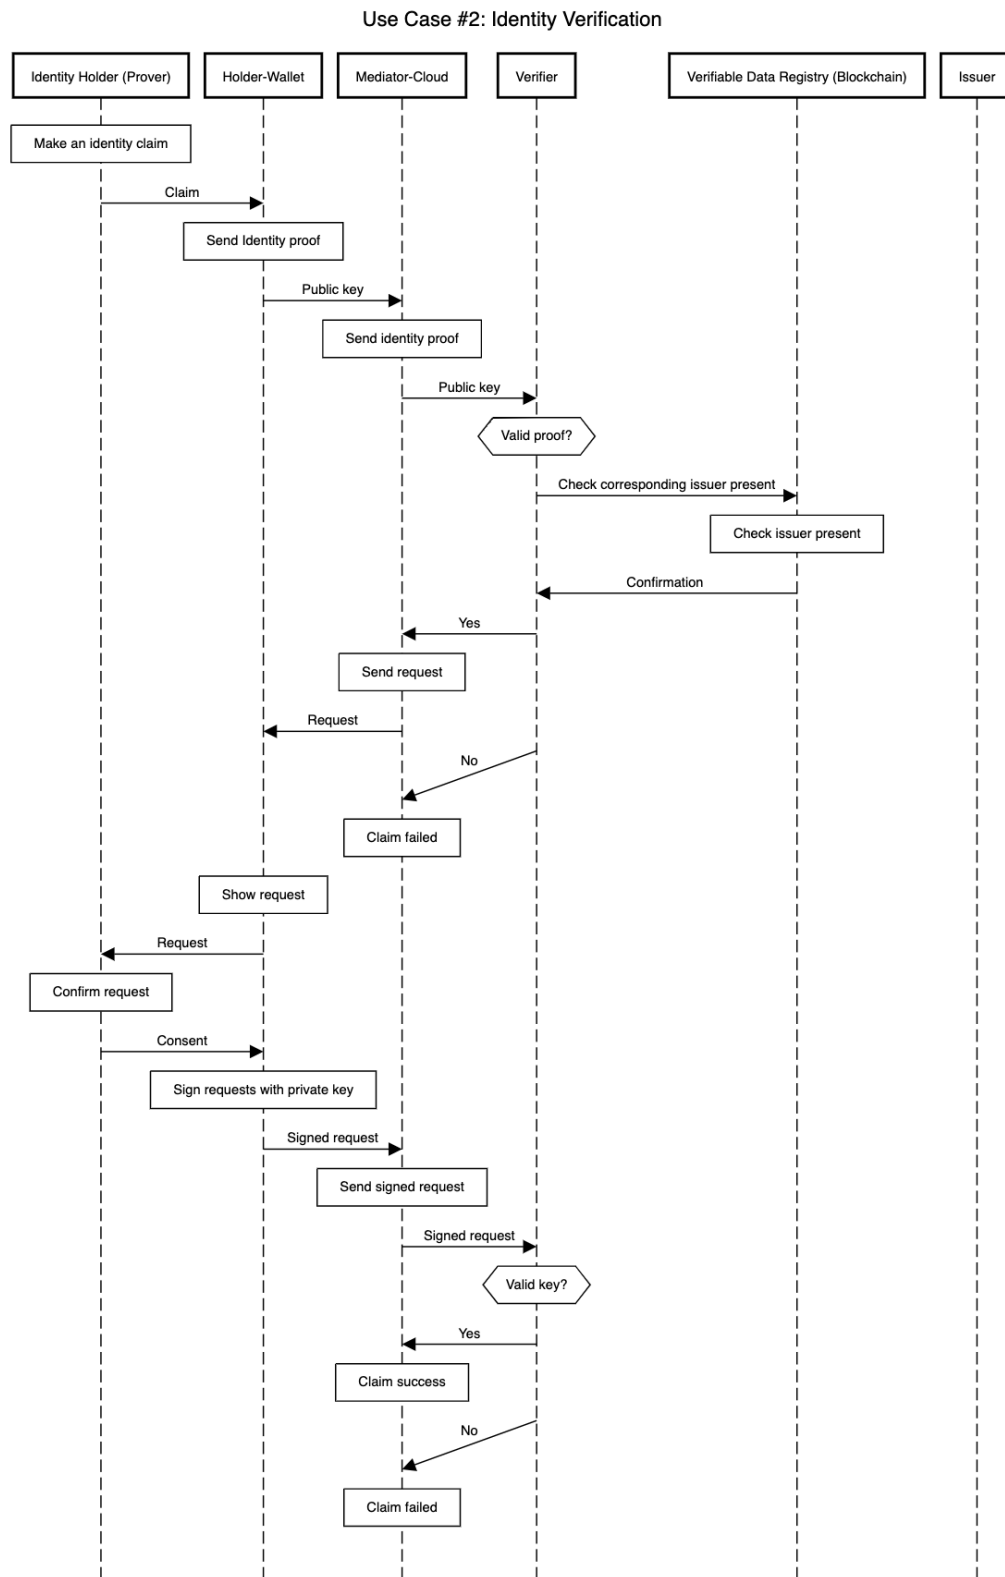 Use Case #2: Identity Verification
Identity Holder (Prover)
Holder-Wallet
Mediator-Cloud
Verifier
Verifiable Data Registry (Blockchain)
Issuer
Make an identity claim
Claim
Send Identity proof
Public key
Send identity proof
Public key
Valid proof?
Check corresponding issuer present
Check issuer present
Confirmation
Yes
Send request
Request
No
Claim failed
Show request
Request
Confirm request
Consent
Sign requests with private key
Signed request
Send signed request
Signed request
Valid key?
Yes
Claim success
No
Claim failed